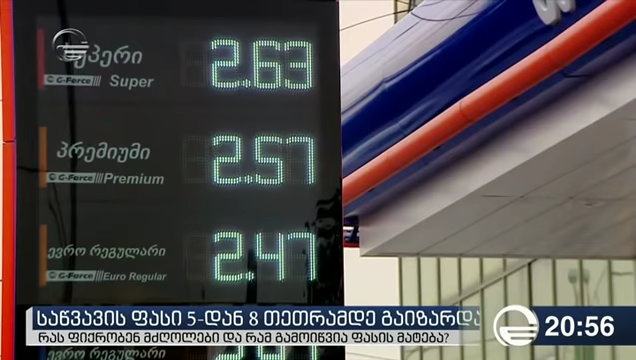 სუპერი
G-Force Super
2.63
პრემიუმი
G-Force Premium
2.57
ევრო რეგულარი
G-Force Euro Regular
2.47
საწვავის ფასი 5-დან 8 თეთრამდე გაიზარდა
რას ფიქრობენ მძღოლები და რამ გამოიწვია ფასის მატება?
20:56
რეგულარი